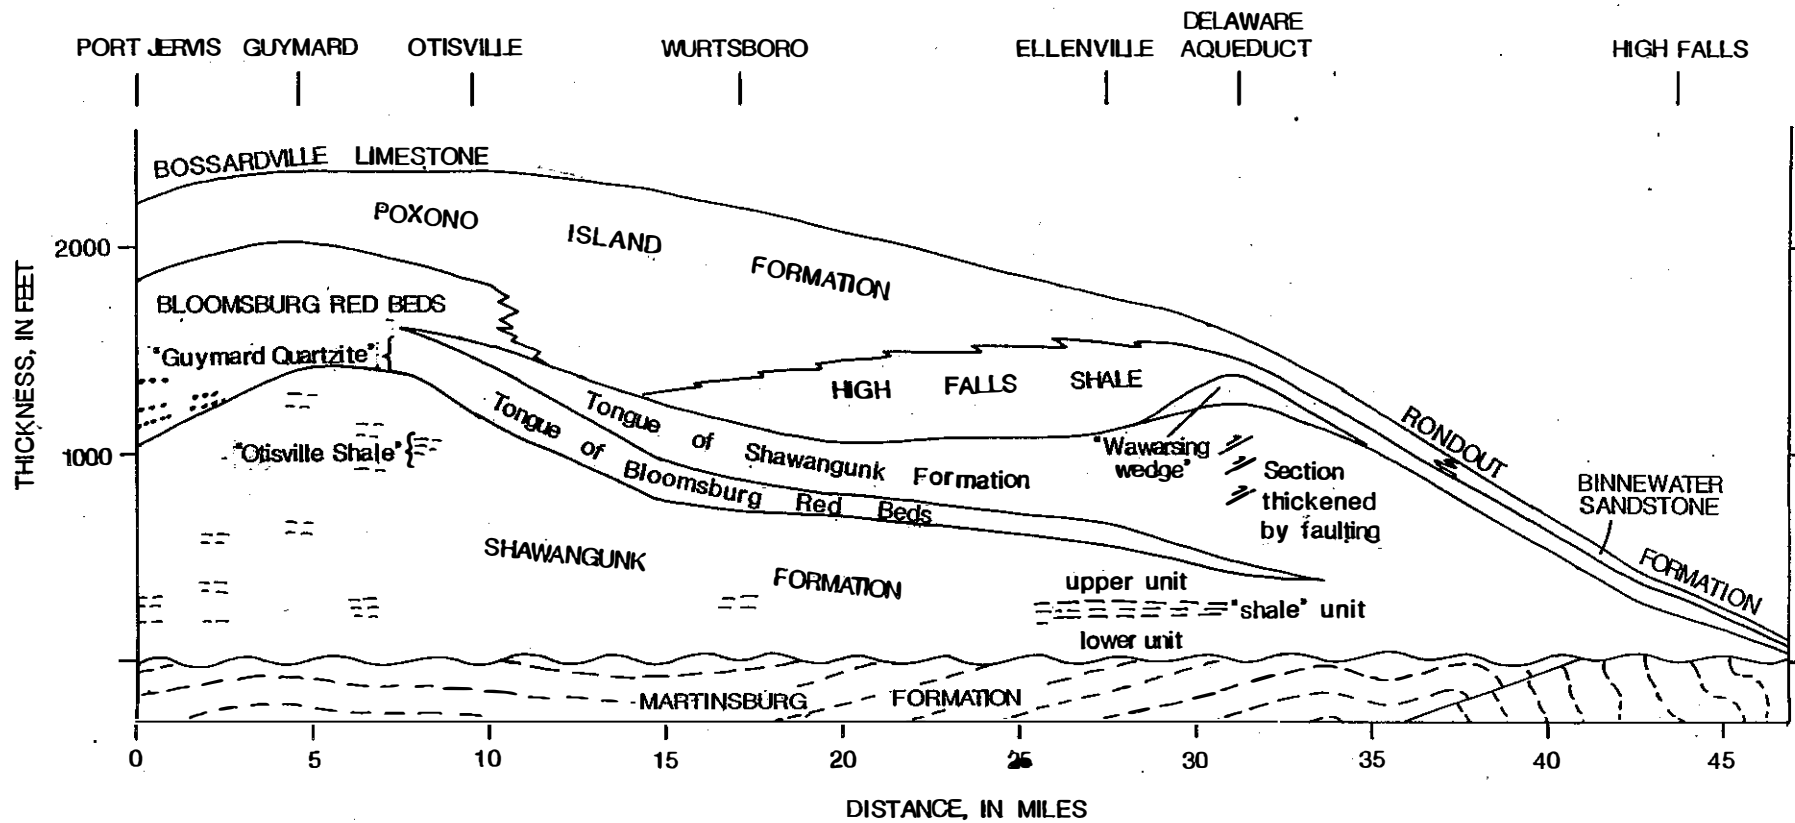 PORT JERVIS GUYMARD OTISVILLE WURTSBORO ELLENVILLE DELAWARE AQUEDUCT HIGH FALLS
BOSSARDVILLE LIMESTONE
POXONO ISLAND FORMATION
2000
BLOOMSBURG RED BEDS
"Guymard Quartzite"
HIGH FALLS SHALE
Tongue of Shawangunk Formation
Tongue of Bloomsburg Red Beds
"Wawarsing
wedge"
RONDOUT FORMATION
1000
"Otisville Shale"
Section
thickened
by faulting
BINNEWATER
SANDSTONE
THICKNESS, IN FEET
SHAWANGUNK FORMATION
upper unit
"shale" unit
lower unit
MARTINSBURG FORMATION
0 5 10 15 20 25 30 35 40 45
DISTANCE, IN MILES